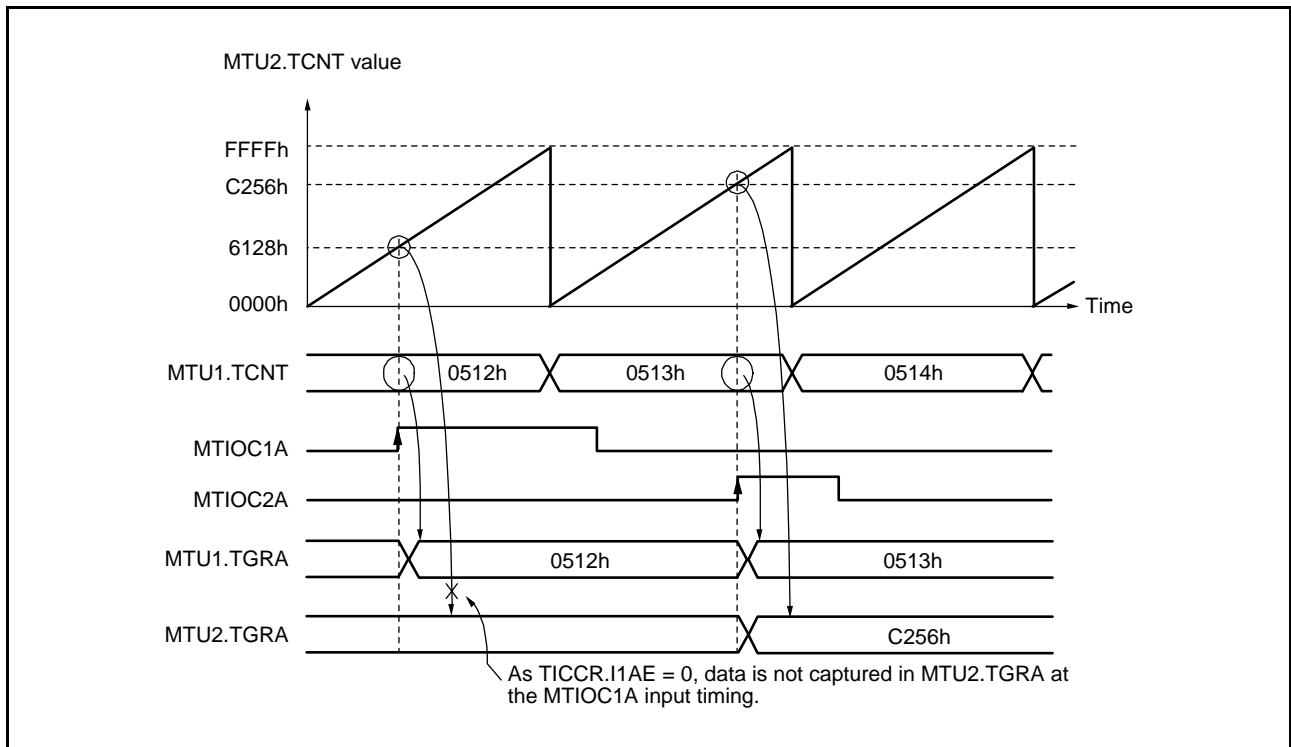 MTU2.TCNT value
FFFFh
C256h
6128h
0000h
Time
MTU1.TCNT
0512h
0513h
0514h
MTIOC1A
MTIOC2A
MTU1.TGRA
0512h
0513h
MTU2.TGRA
C256h
As TICCR.I1AE = 0, data is not captured in MTU2.TGRA at
the MTIOC1A input timing.